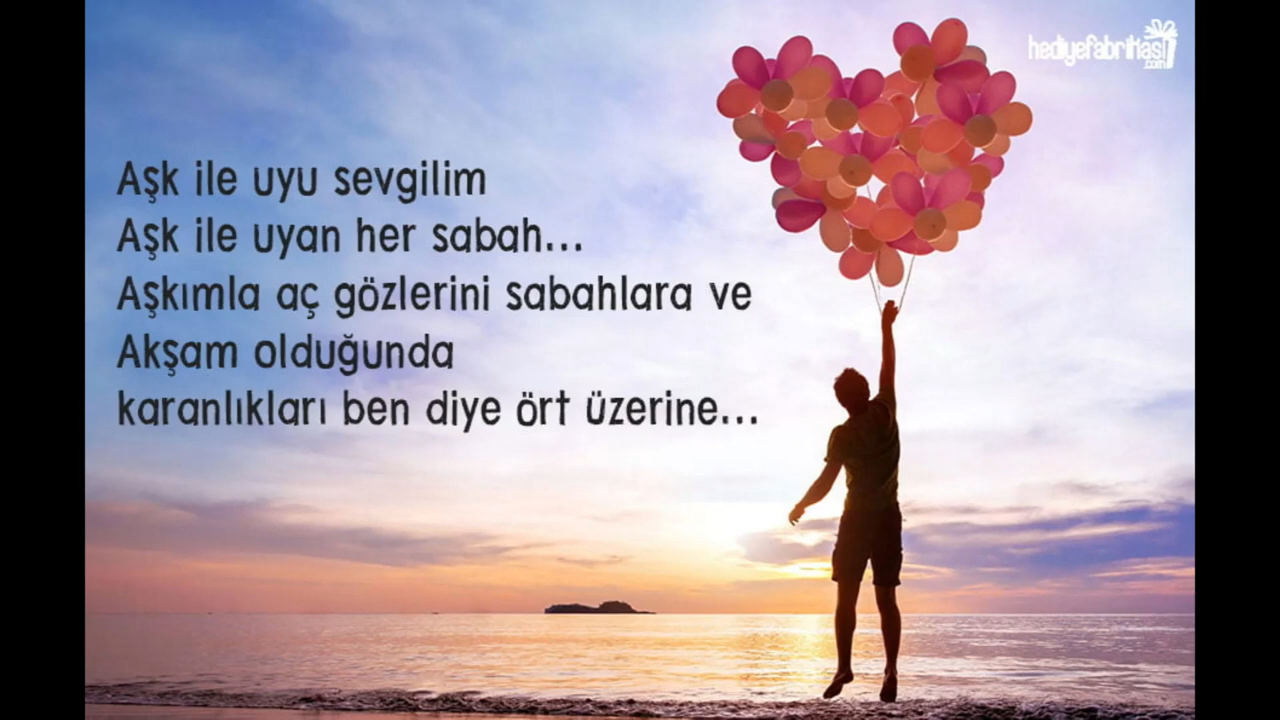 hediyefabrikası
.com
Aşk ile uyu sevgilim
Aşk ile uyan her sabah...
Aşkımla aç gözlerini sabahlara ve
Akşam olduğunda
karanlıkları ben diye ört üzerine...